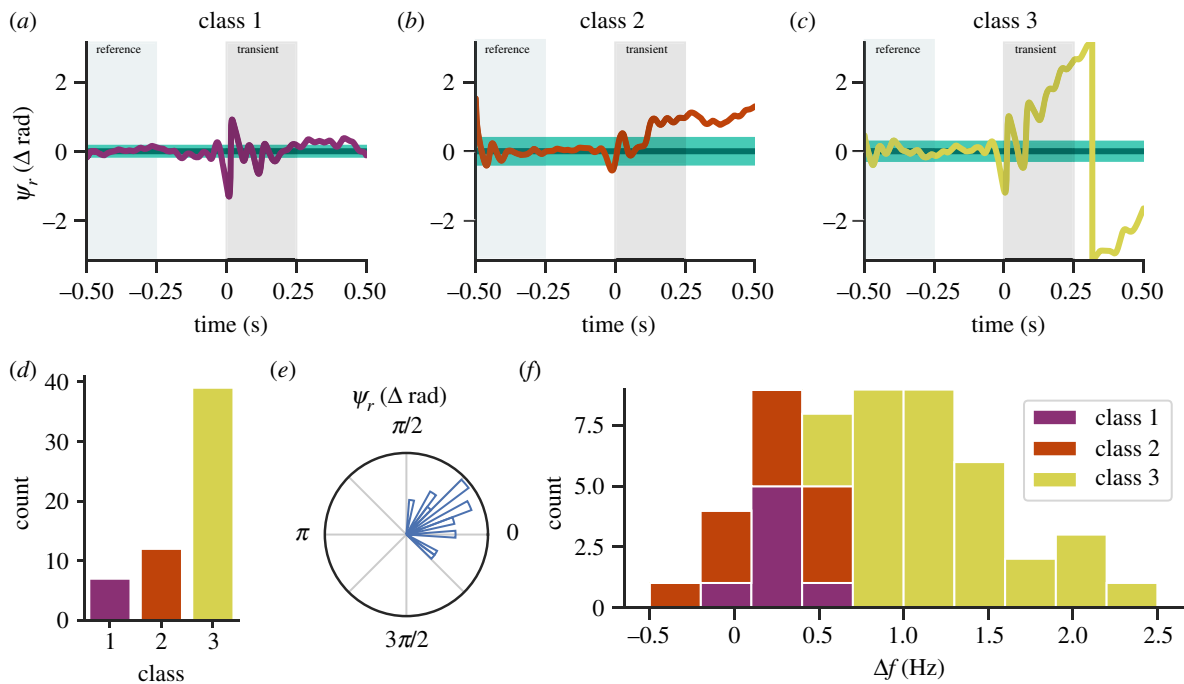 (a) class 1
reference
transient
2
0
−2
ψr (Δ rad)
−0.50 −0.25 0 0.25 0.50
time (s)
(b) class 2
reference
transient
2
0
−2
−0.50 −0.25 0 0.25 0.50
time (s)
(c) class 3
reference
transient
2
0
−2
−0.50 −0.25 0 0.25 0.50
time (s)
(d)
40
30
20
10
0
count
1 2 3
class
(e)
ψr (Δ rad)
π/2
π
0
3π/2
(f)
7.5
5.0
2.5
0
count
class 1
class 2
class 3
−0.5 0 0.5 1.0 1.5 2.0 2.5
Δf (Hz)